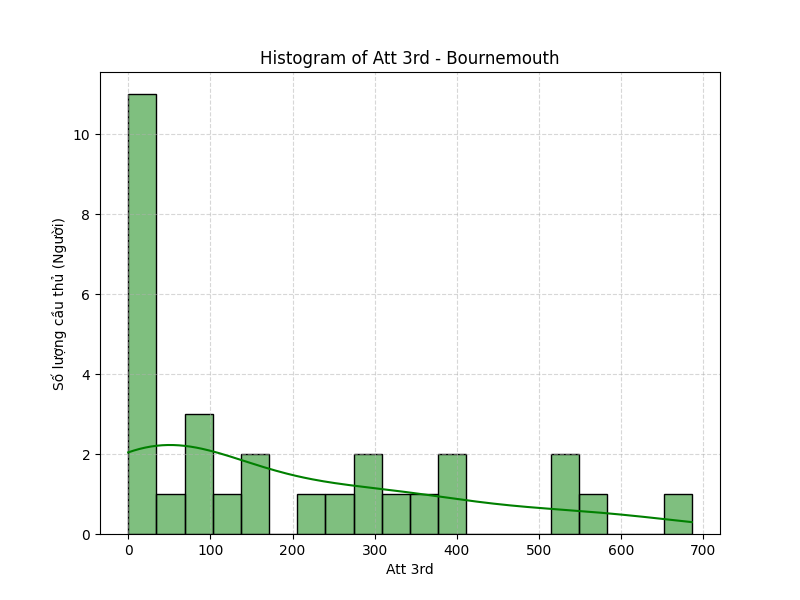 Histogram of Att 3rd - Bournemouth
Số lượng cầu thủ (Người)
10
8
6
4
2
0
0 100 200 300 400 500 600 700
Att 3rd